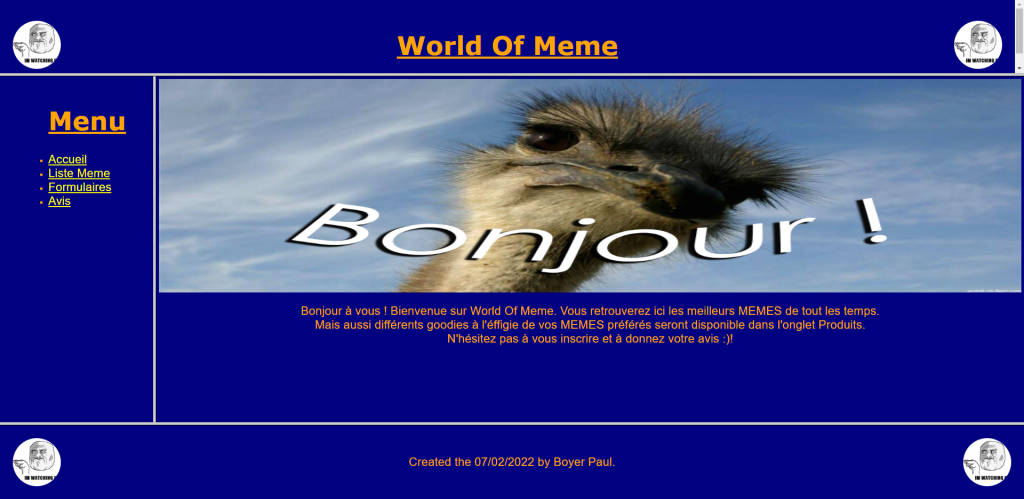 World Of Meme
IM WATCHING
IM WATCHING
Menu
Accueil
Liste Meme
Formulaires
Avis
Bonjour !
Bonjour à vous ! Bienvenue sur World Of Meme. Vous retrouverez ici les meilleurs MEMES de tout les temps.
Mais aussi différents goodies à l'éffigie de vos MEMES préférés seront disponible dans l'onglet Produits.
N'hésitez pas à vous inscrire et à donnez votre avis :)!
IM WATCHING
Created the 07/02/2022 by Boyer Paul.
IM WATCHING